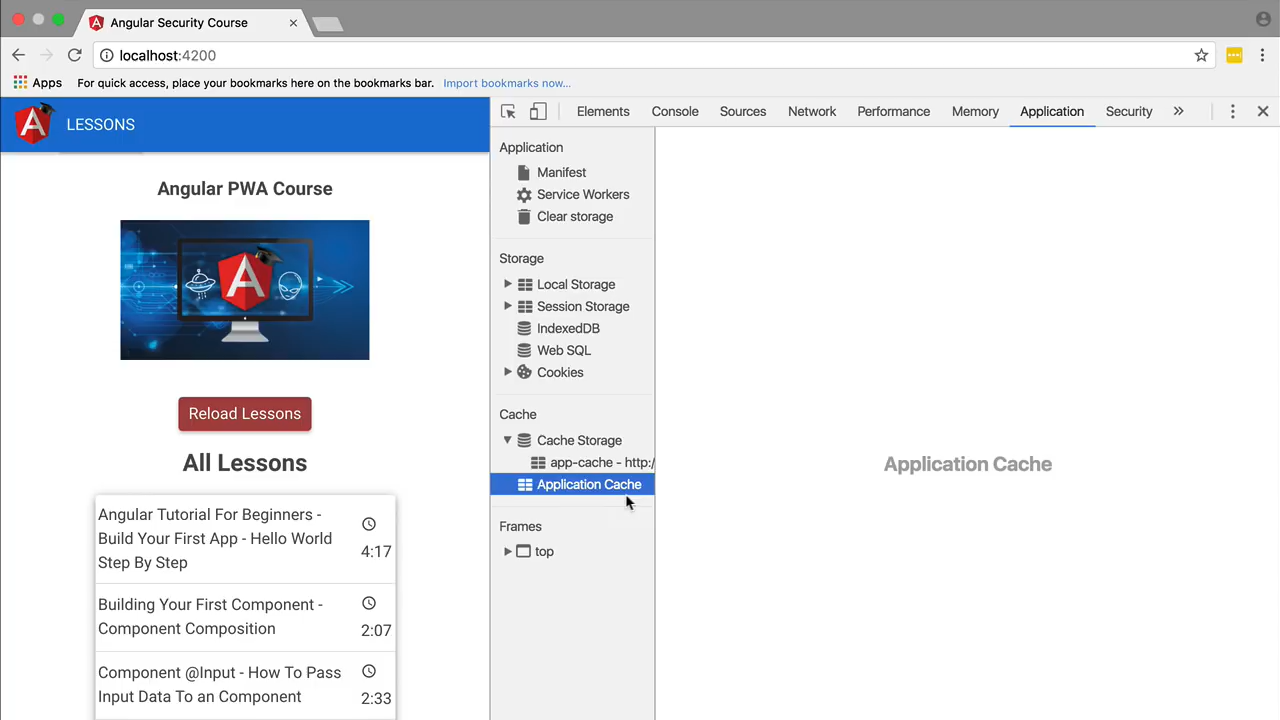 Angular Security Course
localhost:4200
Apps For quick access, place your bookmarks here on the bookmarks bar. Import bookmarks now...
LESSONS
Angular PWA Course
Reload Lessons
All Lessons
Angular Tutorial For Beginners -
Build Your First App - Hello World
Step By Step
4:17
Building Your First Component -
Component Composition
2:07
Component @Input - How To Pass
Input Data To an Component
2:33
Elements Console Sources Network Performance Memory Application Security
Application
Manifest
Service Workers
Clear storage
Storage
Local Storage
Session Storage
IndexedDB
Web SQL
Cookies
Cache
Cache Storage
app-cache - http:/
Application Cache
Frames
top
Application Cache